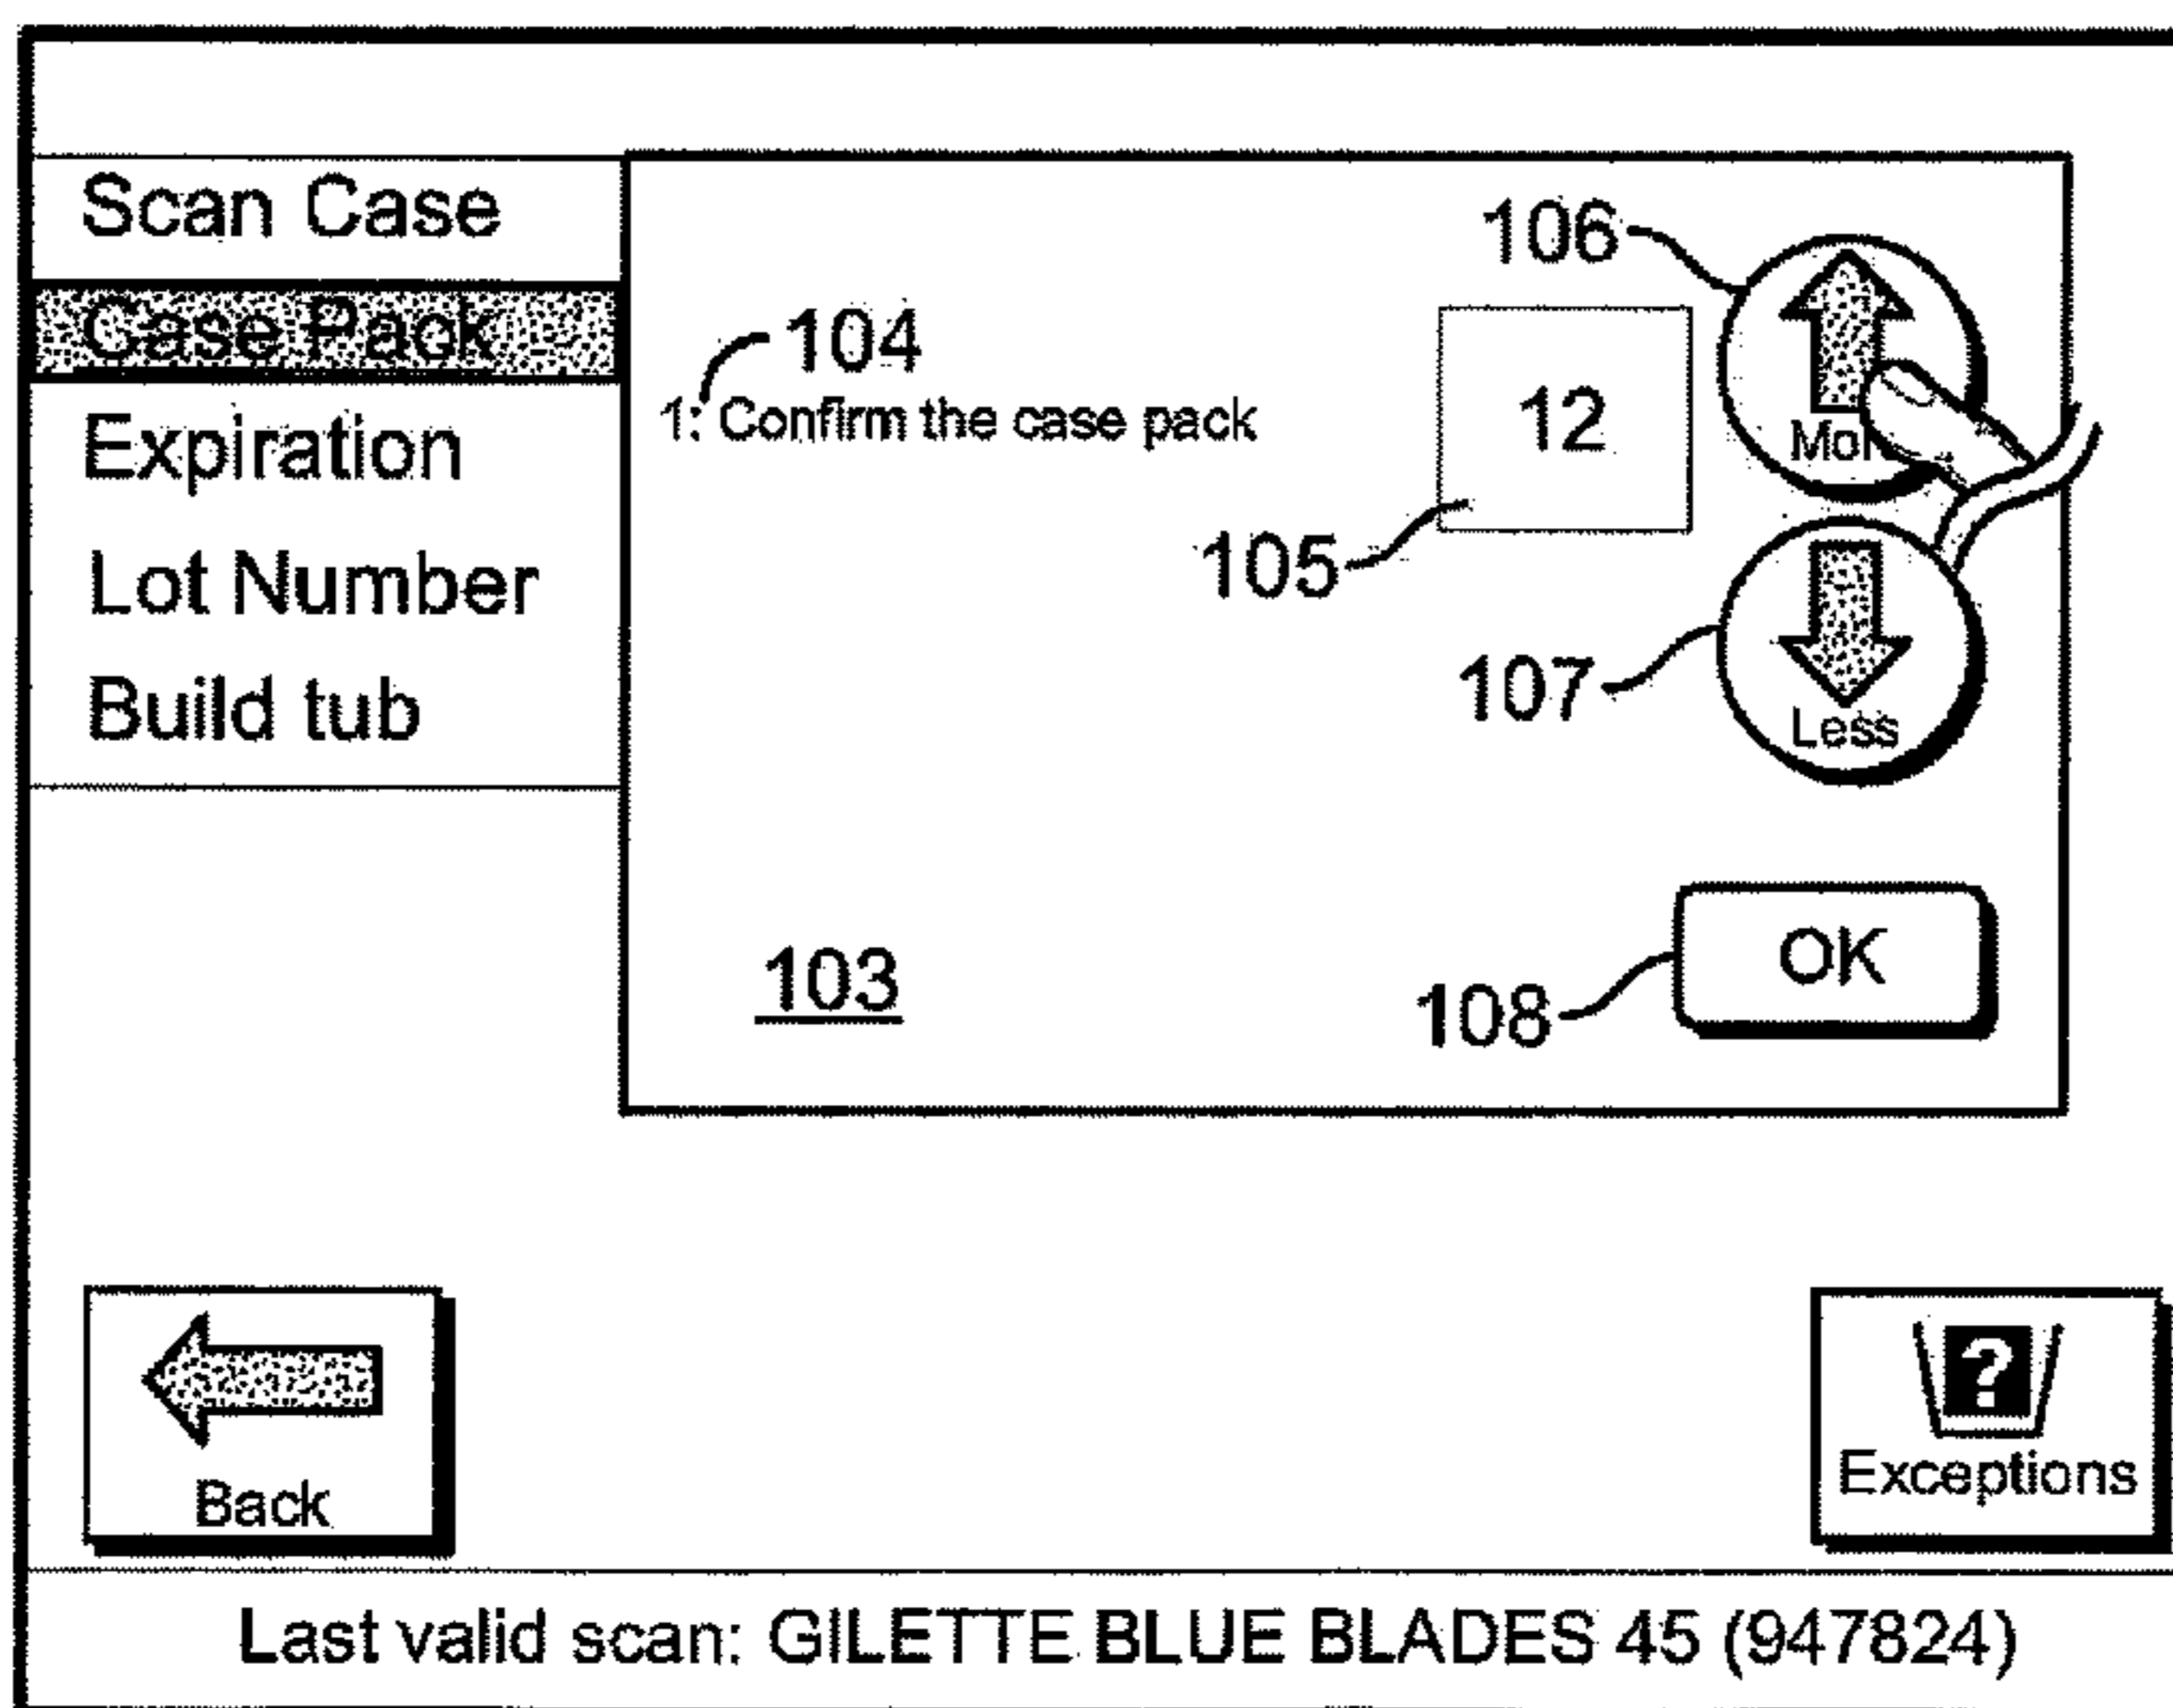 Scan Case
Case Pack
Expiration
Lot Number
Build tub
104
1: Confirm the case pack
105
12
106
107
Less
103
108
OK
Back
?
Exceptions
Last valid scan: GILETTE BLUE BLADES 45 (947824)